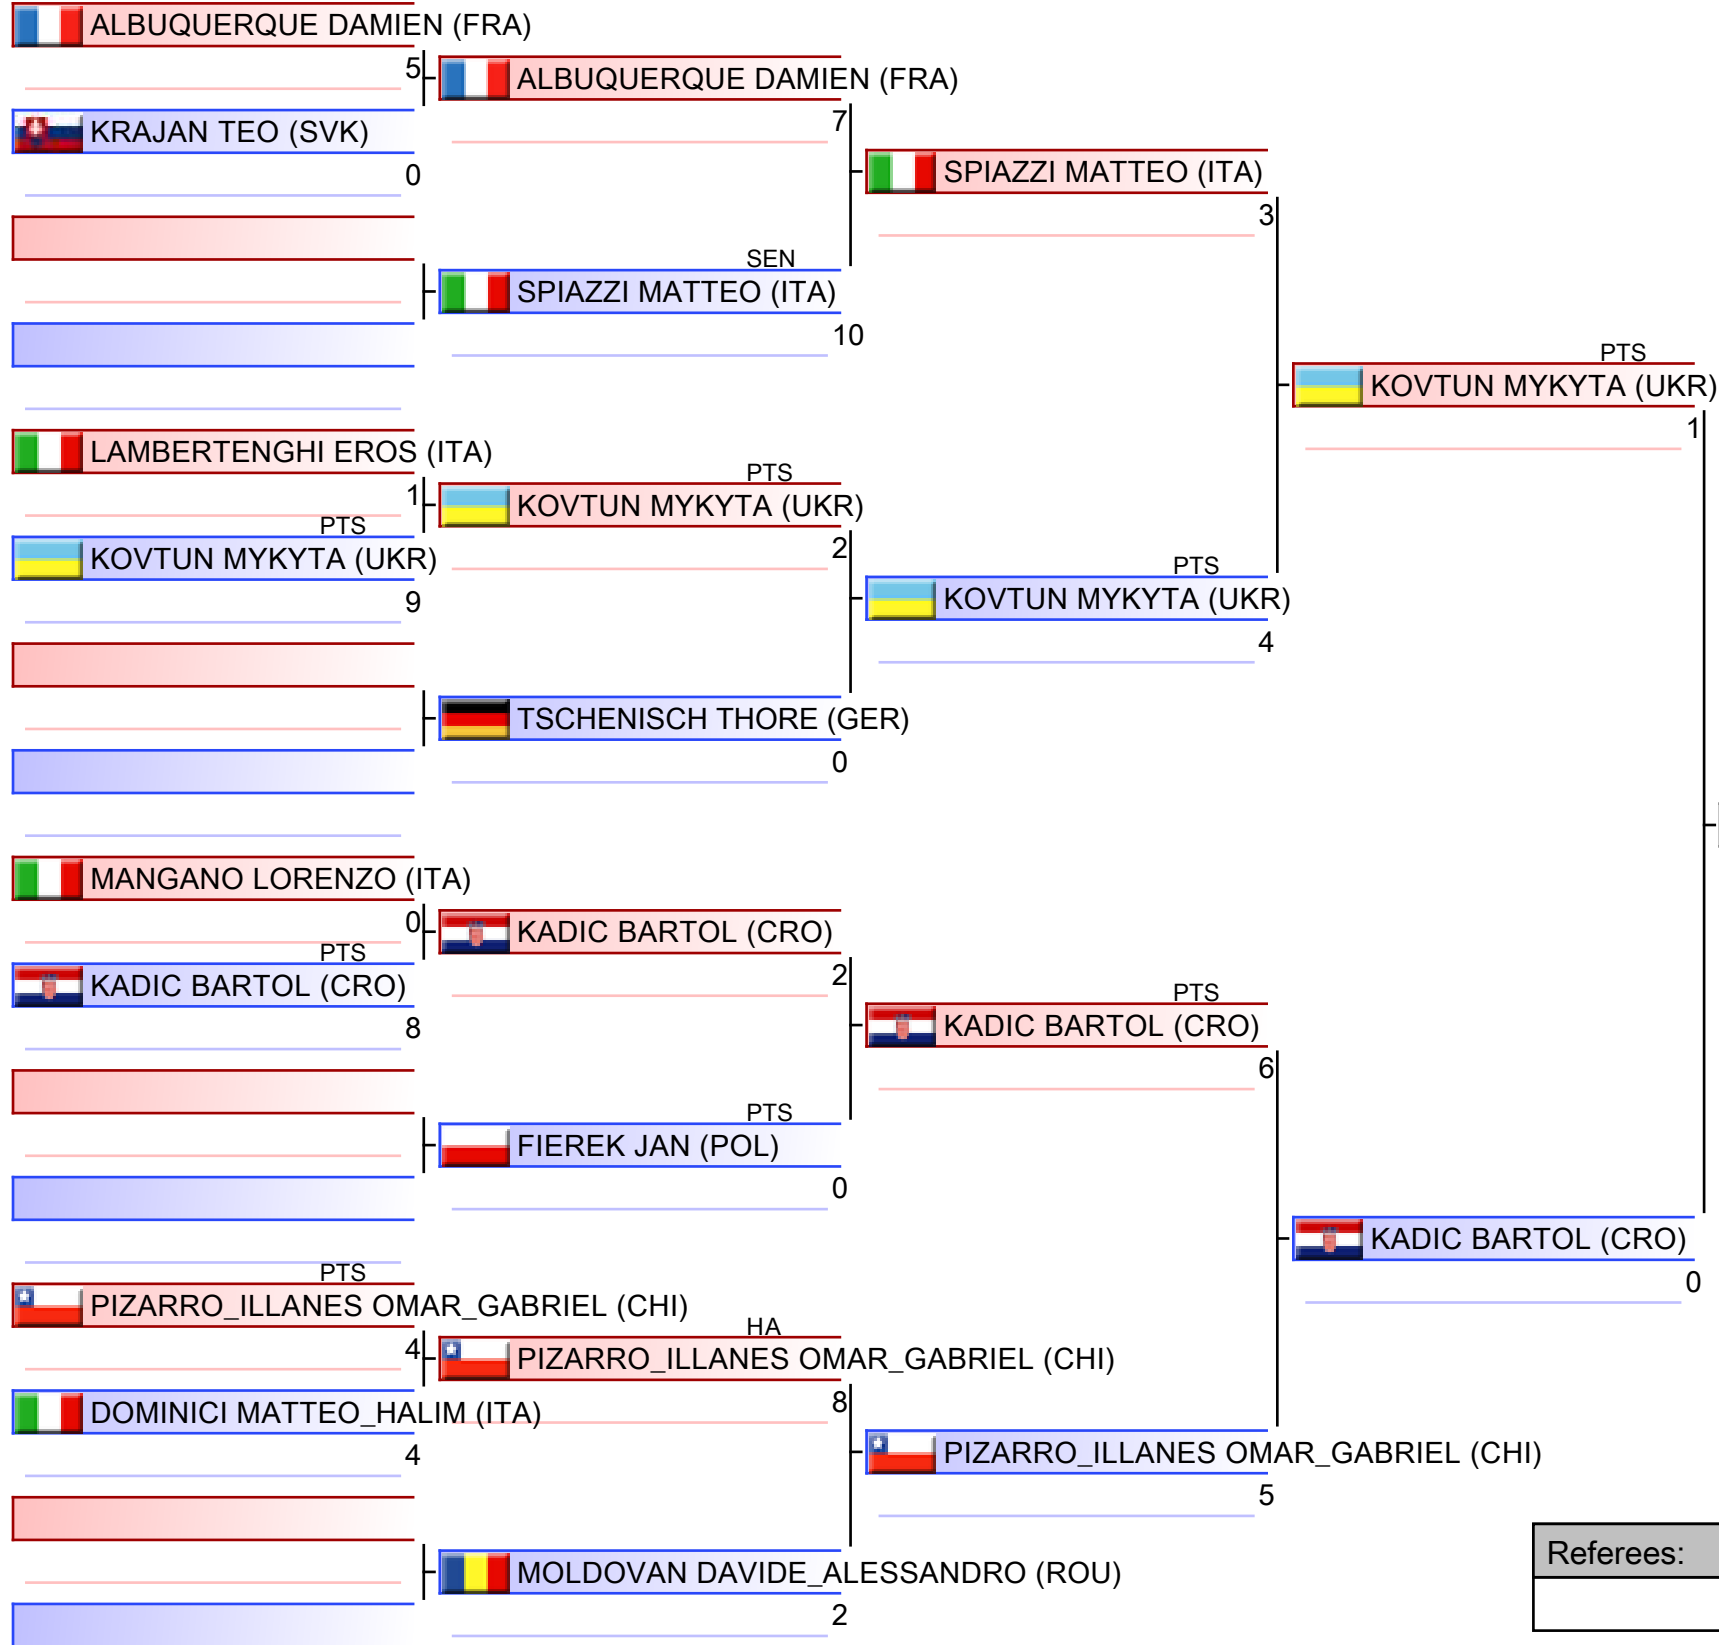 ALBUQUERQUE DAMIEN (FRA)
5
KRAJAN TEO (SVK)
0
LAMBERTENGHI EROS (ITA)
1
PTS
KOVTUN MYKYTA (UKR)
9
MANGANO LORENZO (ITA)
0
PTS
KADIC BARTOL (CRO)
8
PTS
PIZARRO_ILLANES OMAR_GABRIEL (CHI)
4
DOMINICI MATTEO_HALIM (ITA)
4
ALBUQUERQUE DAMIEN (FRA)
7
SEN
SPIAZZI MATTEO (ITA)
10
PTS
KOVTUN MYKYTA (UKR)
2
TSCHENISCH THORE (GER)
0
KADIC BARTOL (CRO)
2
PTS
FIEREK JAN (POL)
0
HA
PIZARRO_ILLANES OMAR_GABRIEL (CHI)
8
MOLDOVAN DAVIDE_ALESSANDRO (ROU)
2
SPIAZZI MATTEO (ITA)
3
PTS
KOVTUN MYKYTA (UKR)
4
PTS
KADIC BARTOL (CRO)
6
PIZARRO_ILLANES OMAR_GABRIEL (CHI)
5
PTS
KOVTUN MYKYTA (UKR)
1
KADIC BARTOL (CRO)
0
Referees: